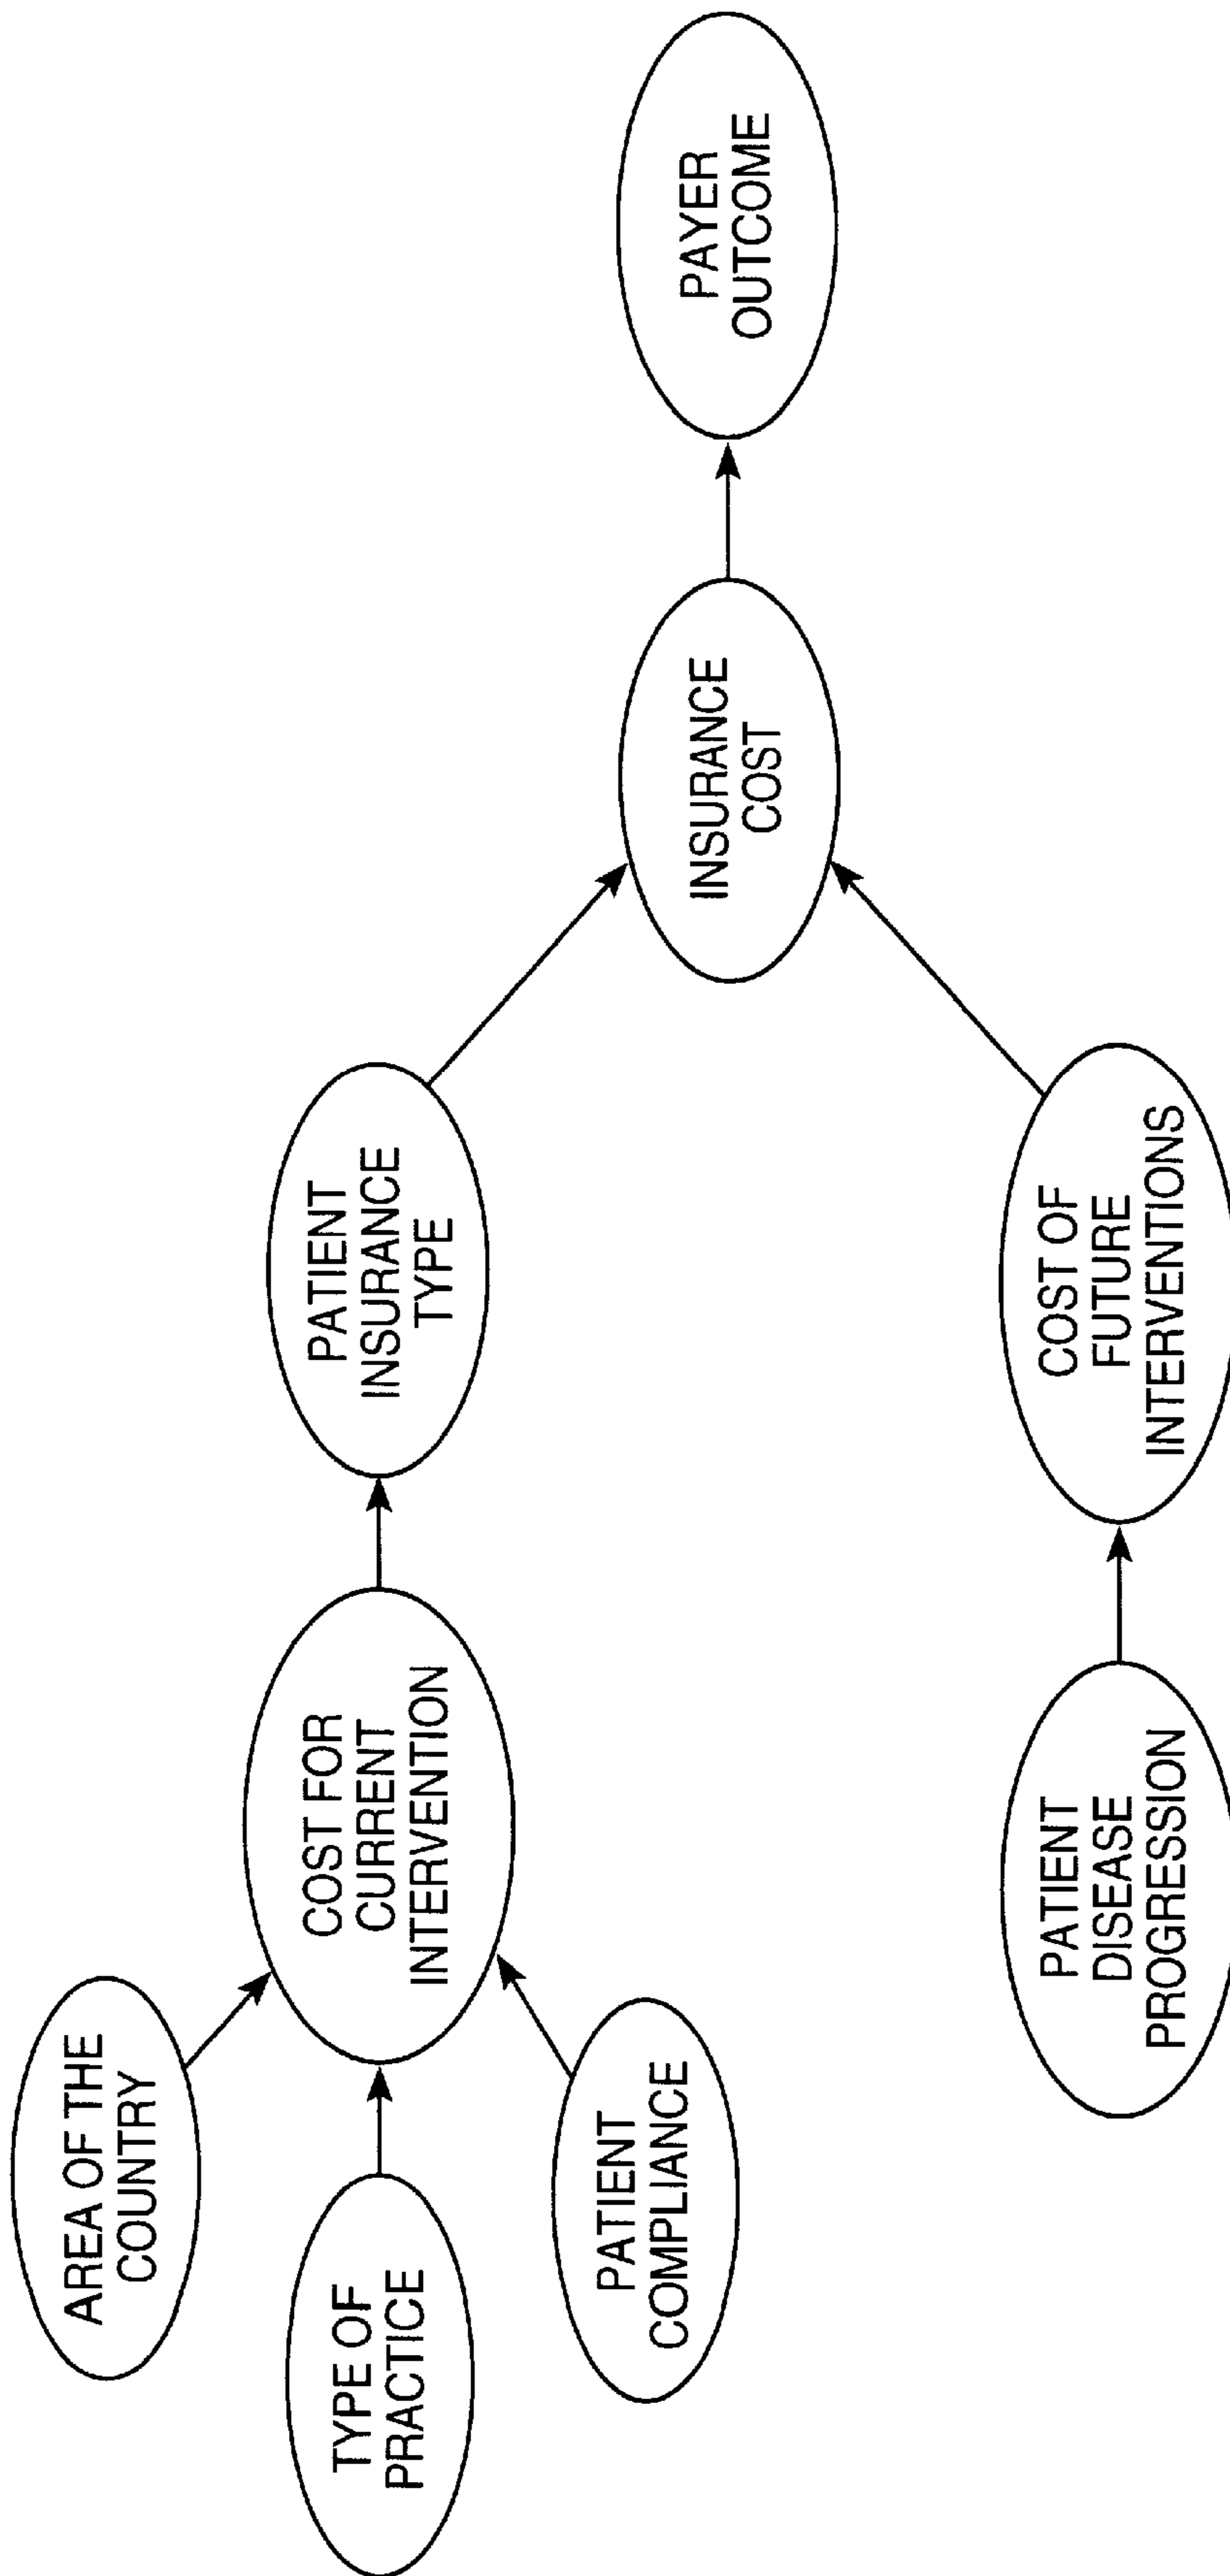 AREA OF THE
COUNTRY
TYPE OF
PRACTICE
PATIENT
COMPLIANCE
COST FOR
CURRENT
INTERVENTION
PATIENT
INSURANCE
TYPE
PATIENT
DISEASE
PROGRESSION
COST OF
FUTURE
INTERVENTIONS
INSURANCE
COST
PAYER
OUTCOME